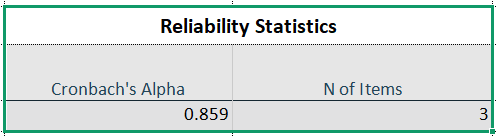 Reliability Statistics
Cronbach's Alpha N of Items
0.859 3